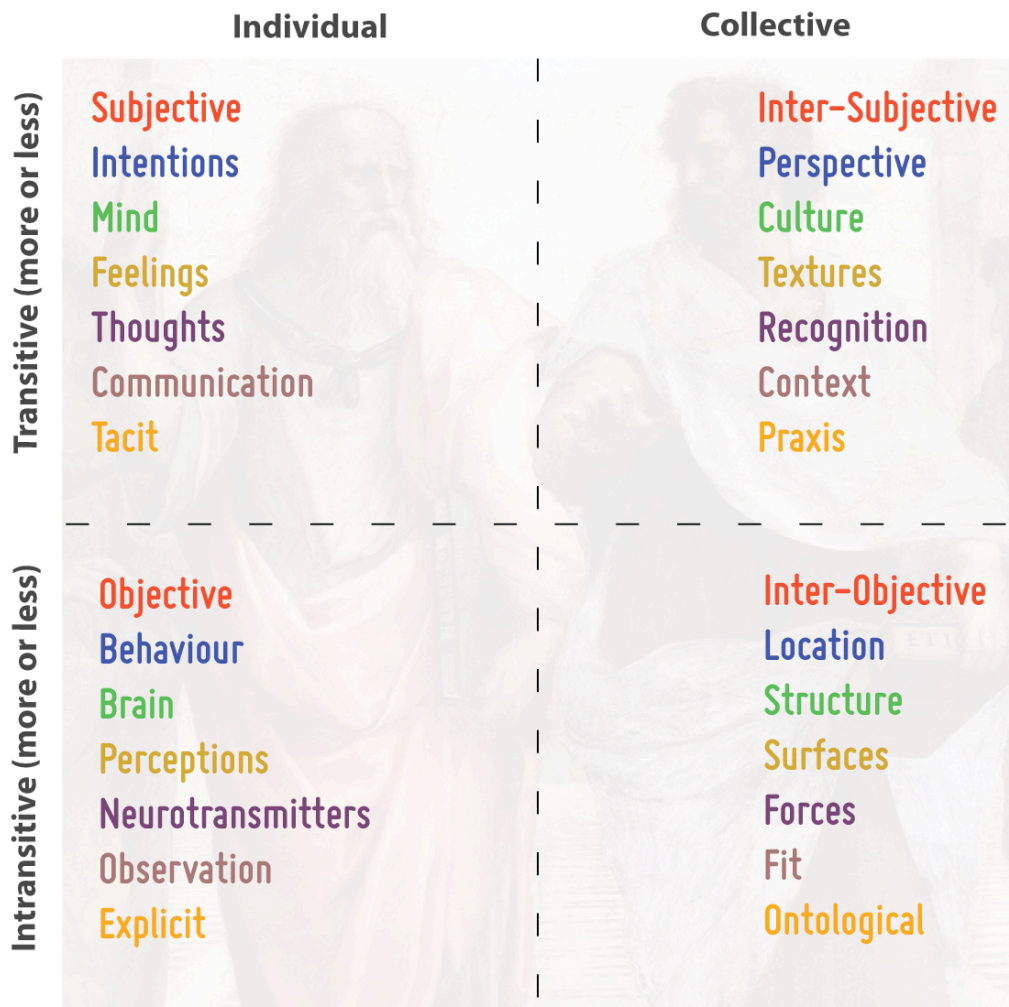 Individual
Collective
Transitive (more or less)
Subjective
Intentions
Mind
Feelings
Thoughts
Communication
Tacit
Inter-Subjective
Perspective
Culture
Textures
Recognition
Context
Praxis
Intransitive (more or less)
Objective
Behaviour
Brain
Perceptions
Neurotransmitters
Observation
Explicit
Inter-Objective
Location
Structure
Surfaces
Forces
Fit
Ontological